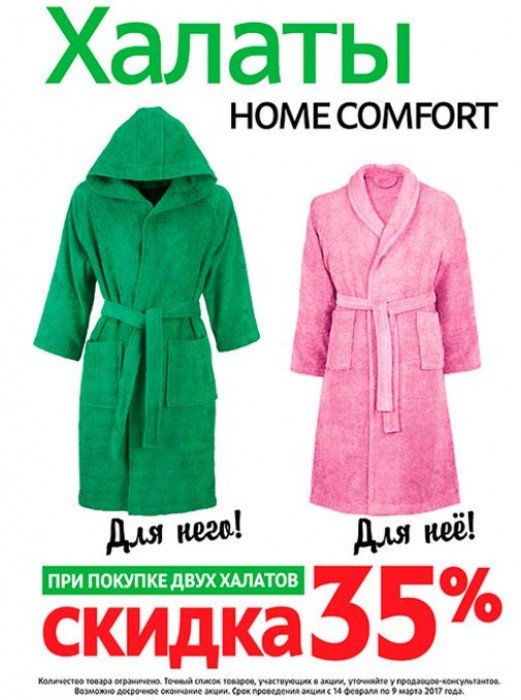 Халаты
HOME COMFORT
Для него!
Для неё!
ПРИ ПОКУПКЕ ДВУХ ХАЛАТОВ
скидка 35%
Количество товара ограничено. Точный список товаров, участвующих в акции, уточняйте у продавцов-консультантов.
Возможно досрочное окончание акции. Срок проведения акции с 14 февраля по 9 марта 2017 года.